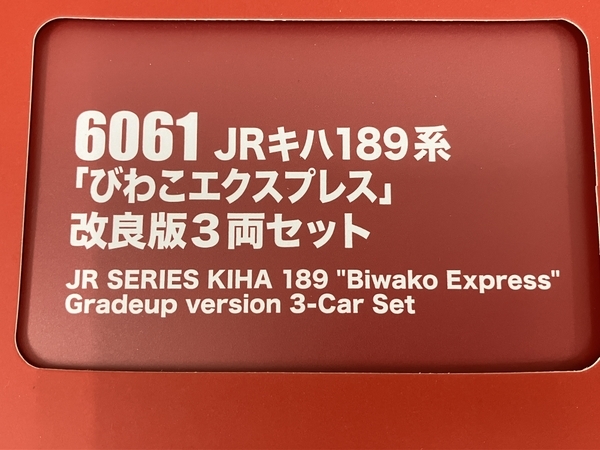 6061 JRキハ189系
「びわこエクスプレス」
改良版3両セット
JR SERIES KIHA 189 "Biwako Express"
Gradeup version 3-Car Set